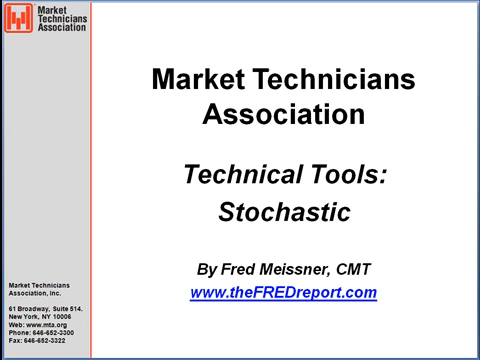 Market
Technicians
Association
Market Technicians
Association
Technical Tools:
Stochastic
By Fred Meissner, CMT
www.theFREDreport.com
Market Technicians
Association, Inc.
61 Broadway, Suite 514.
New York, NY 10006
Web: www.mta.org
Phone: 646-652-3300
Fax: 646-652-3322